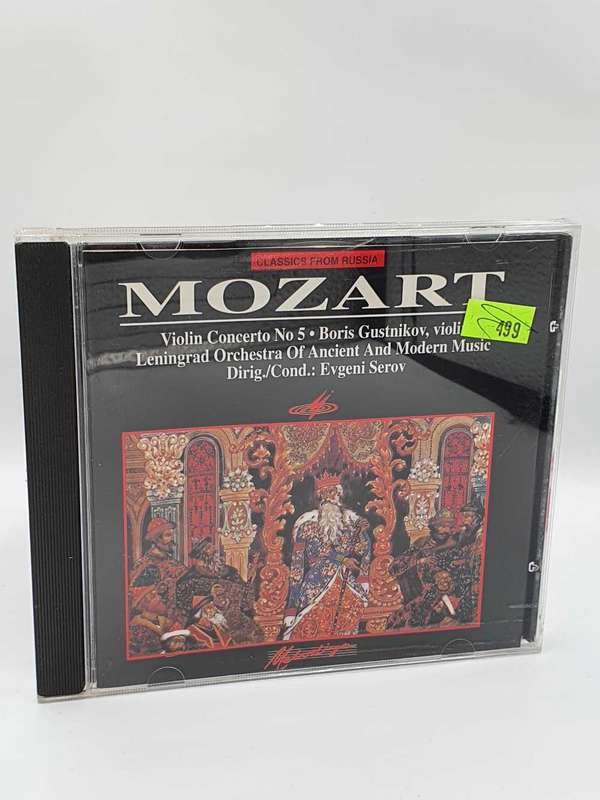 CLASSICS FROM RUSSIA
MOZART
499
Violin Concerto No 5 • Boris Gustnikov, violi
Leningrad Orchestra Of Ancient And Modern Music
Dirig./Cond.: Evgeni Serov